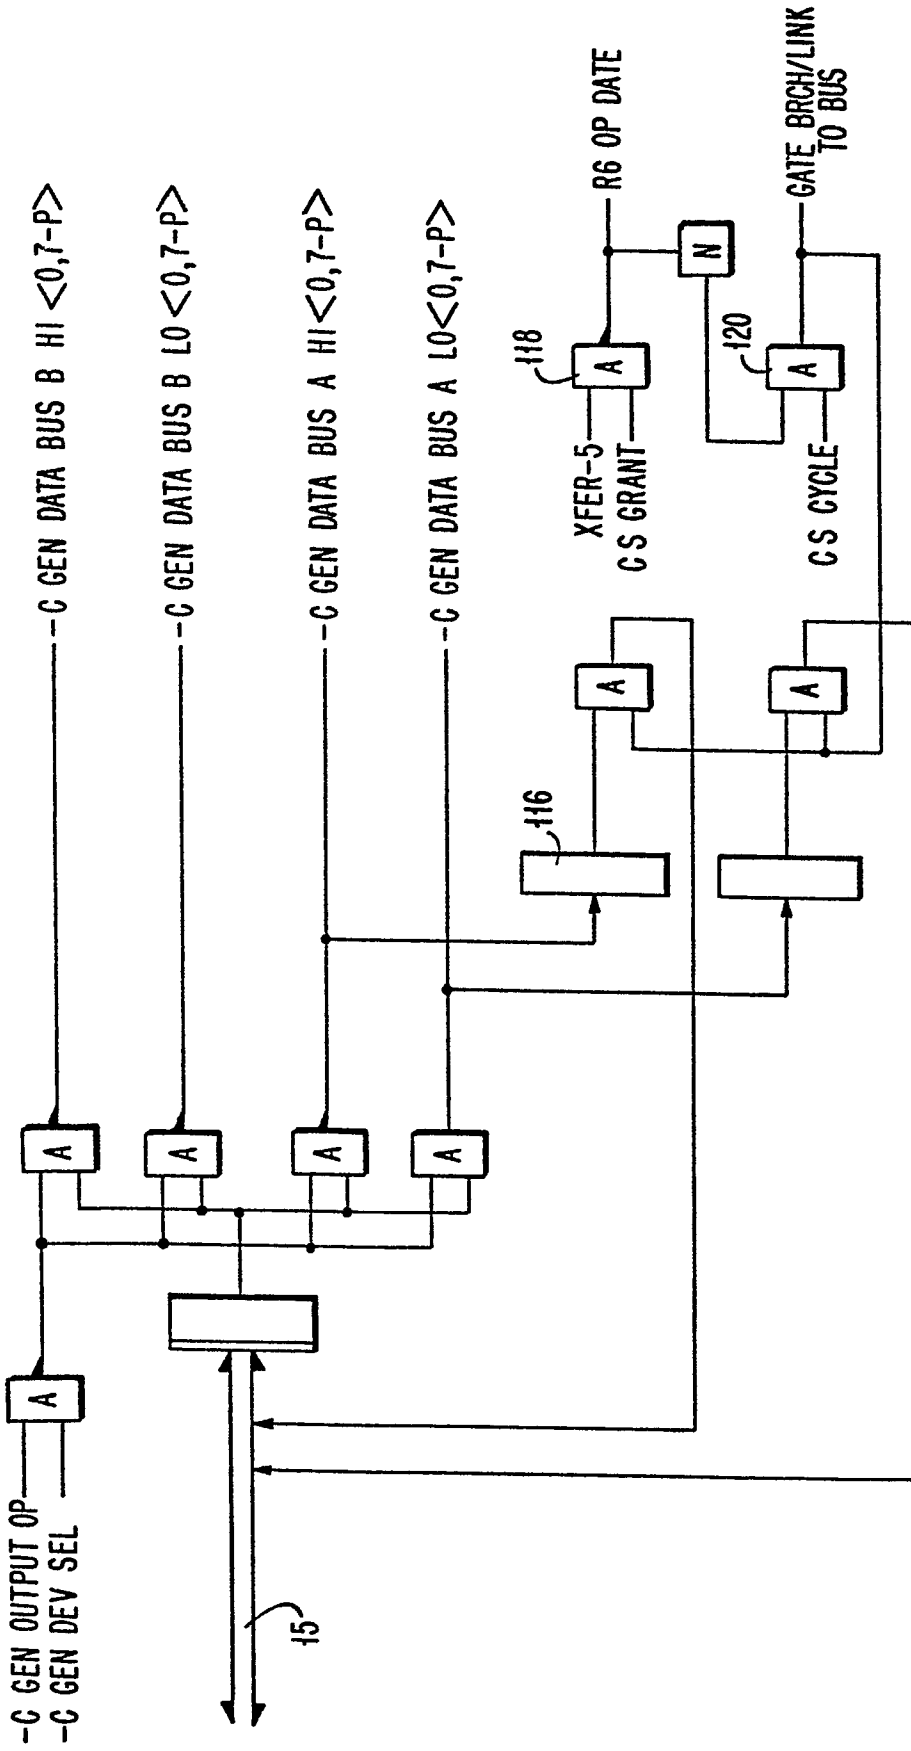 -C GEN OUTPUT OP
-C GEN DEV SEL
A
15
A
A
A
A
-C GEN DATA BUS B HI <0,7-P>
-C GEN DATA BUS B LO <0,7-P>
-C GEN DATA BUS A HI <0,7-P>
-C GEN DATA BUS A LO <0,7-P>
116
A
A
XFER-5
CS GRANT
118
A
R6 OP DATE
N
CS CYCLE
120
A
GATE BRCH/LINK
TO BUS